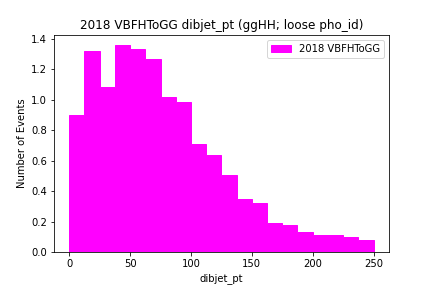 2018 VBFHToGG dibjet_pt (ggHH; loose pho_id)
2018 VBFHToGG
Number of Events
1.4
1.2
1.0
0.8
0.6
0.4
0.2
0.0
0 50 100 150 200 250
dibjet_pt